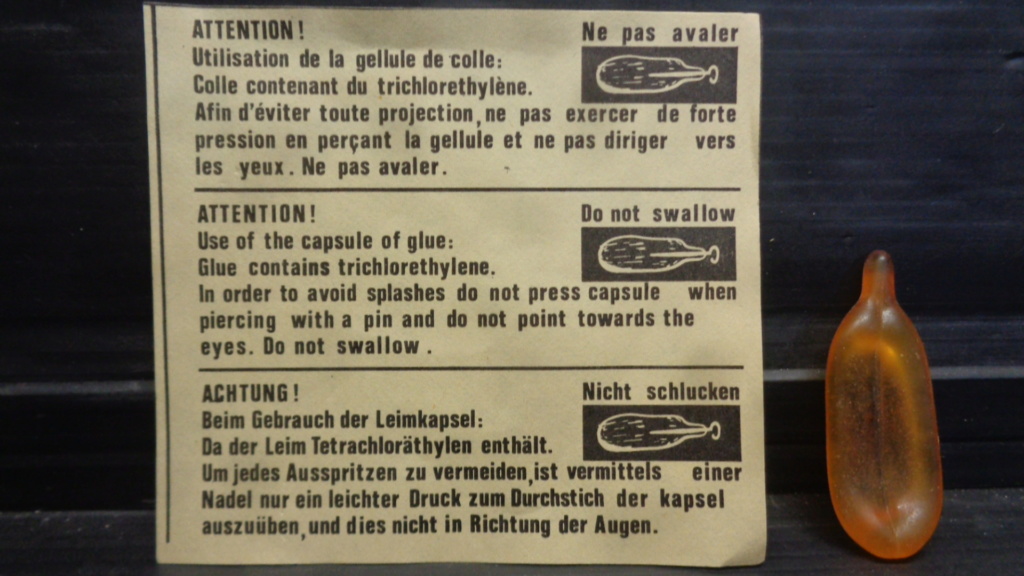 ATTENTION! Ne pas avaler
Utilisation de la gellule de colle:
Colle contenant du trichlorethylène.
Afin d'éviter toute projection, ne pas exercer de forte
pression en perçant la gellule et ne pas diriger vers
les yeux. Ne pas avaler.
ATTENTION! Do not swallow
Use of the capsule of glue:
Glue contains trichlorethylene.
In order to avoid splashes do not press capsule when
piercing with a pin and do not point towards the
eyes. Do not swallow.
ACHTUNG! Nicht schlucken
Beim Gebrauch der Leimkapsel:
Da der Leim Tetrachloräthylen enthält.
Um jedes Ausspritzen zu vermeiden, ist vermittels einer
Nadel nur ein leichter Druck zum Durchstich der kapsel
auszuüben, und dies nicht in Richtung der Augen.